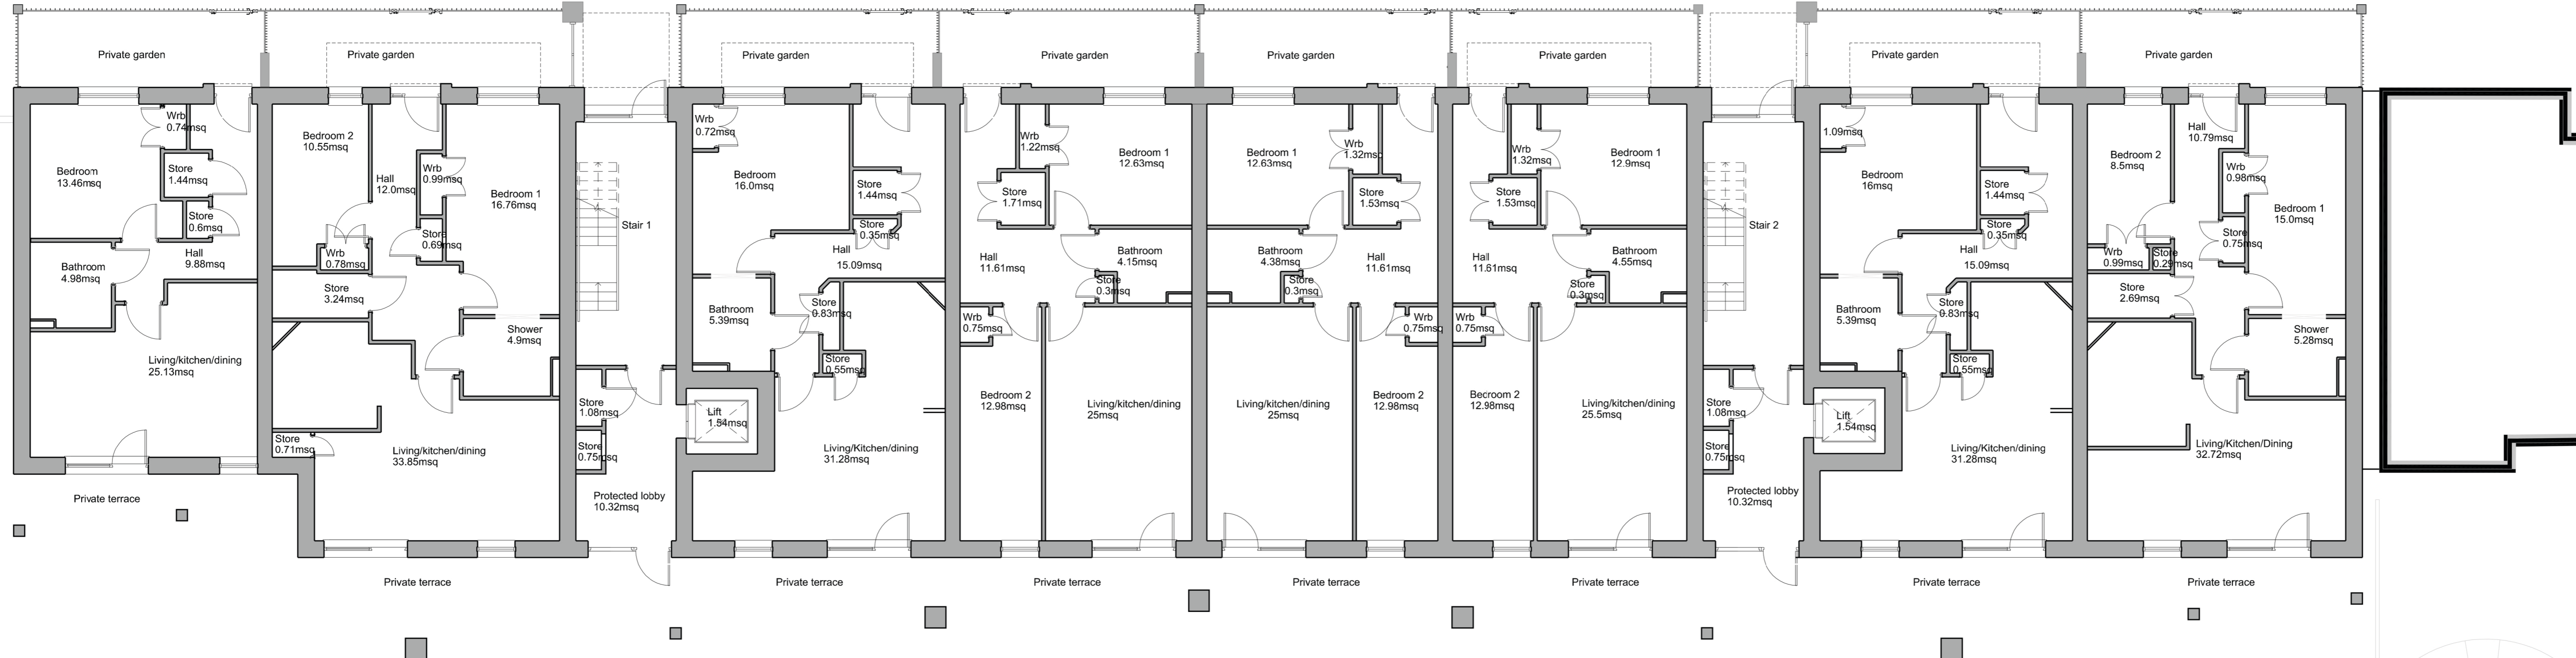 Private garden
Private garden
Private garden
Private garden
Private garden
Private garden
Private garden
Private garden
Wrb
0.74msq
Bedroom
13.46msq
Store
1.44msq
Store
0.6msq
Hall
9.88msq
Bathroom
4.98msq
Living/kitchen/dining
25.13msq
Private terrace
Bedroom 2
10.55msq
Hall
12.0msq
Wrb
0.99msq
Bedroom 1
16.76msq
Store
0.69msq
Wrb
0.78msq
Store
3.24msq
Shower
4.9msq
Store
0.71msq
Living/kitchen/dining
33.85msq
Private terrace
Stair 1
Store
1.08msq
Store
0.75msq
Protected lobby
10.32msq
Lift
1.54msq
Wrb
0.72msq
Bedroom
16.0msq
Store
1.44msq
Store
0.35msq
Hall
15.09msq
Bathroom
5.39msq
Store
0.83msq
Store
0.55msq
Living/Kitchen/dining
31.28msq
Private terrace
Wrb
1.22msq
Bedroom 1
12.63msq
Store
1.71msq
Hall
11.61msq
Bathroom
4.15msq
Store
0.3msq
Wrb
0.75msq
Bedroom 2
12.98msq
Living/kitchen/dining
25msq
Private terrace
Bedroom 1
12.63msq
Wrb
1.32msq
Store
1.53msq
Bathroom
4.38msq
Hall
11.61msq
Store
0.3msq
Wrb
0.75msq
Living/kitchen/dining
25msq
Bedroom 2
12.98msq
Private terrace
Wrb
1.32msq
Bedroom 1
12.9msq
Store
1.53msq
Hall
11.61msq
Bathroom
4.55msq
Store
0.3msq
Wrb
0.75msq
Becroom 2
12.98msq
Living/kitchen/dining
25.5msq
Private terrace
Stair 2
Store
1.08msq
Store
0.75msq
Protected lobby
10.32msq
Lift
1.54msq
1.09msq
Bedroom
16msq
Store
1.44msq
Store
0.35msq
Hall
15.09msq
Bathroom
5.39msq
Store
0.83msq
Store
0.55msq
Living/Kitchen/dining
31.28msq
Private terrace
Bedroom 2
8.5msq
Hall
10.79msq
Wrb
0.98msq
Bedroom 1
15.0msq
Store
0.75msq
Wrb
0.99msq
Store
0.29msq
Store
2.69msq
Shower
5.28msq
Living/Kitchen/Dining
32.72msq
Private terrace